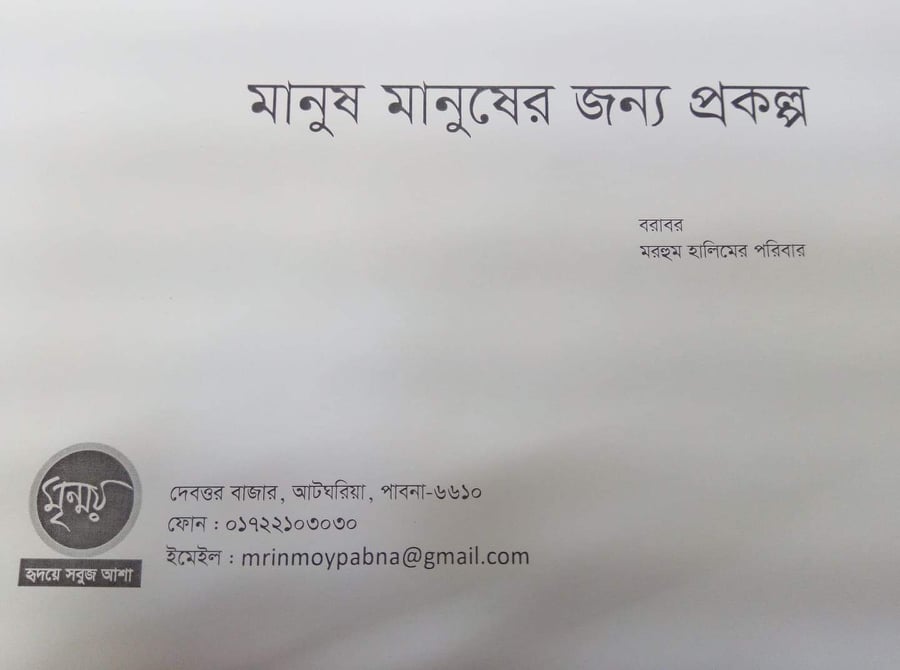 মানুষ মানুষের জন্য প্রকল্প
বরাবর
মরহুম হালিমের পরিবার
মৃন্ময়
হৃদয়ে সবুজ আশা
দেবত্তর বাজার, আটঘরিয়া, পাবনা-৬৬১০
ফোন : ০১৭২২১০৩০৩০
ইমেইল : mrinmoypabna@gmail.com